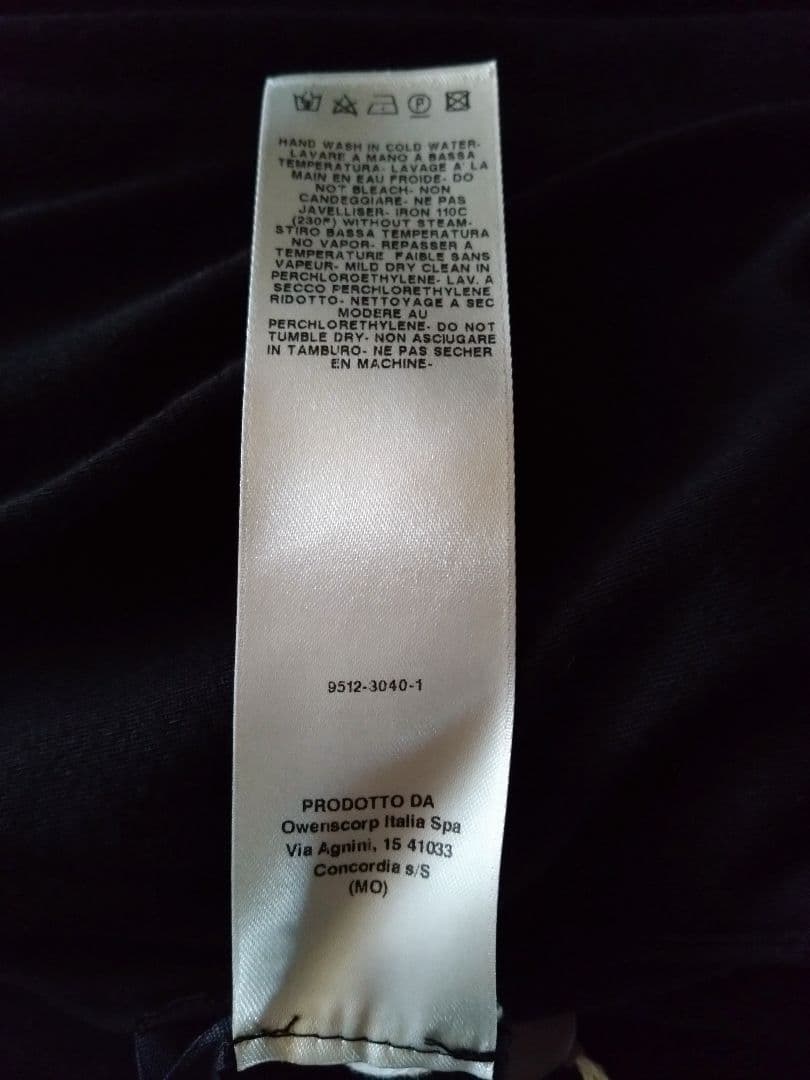 P
HAND WASH IN COLD WATER-
LAVARE A MANO A BASSA
TEMPERATURA- LAVAGE A' LA
MAIN EN EAU FROIDE- DO
NOT BLEACH- NON
CANDEGGIARE- NE PAS
JAVELLISER- IRON 110C
(230F) WITHOUT STEAM-
STIRO BASSA TEMPERATURA
NO VAPOR- REPASSER A
TEMPERATURE FAIBLE SANS
VAPEUR- MILD DRY CLEAN IN
PERCHLOROETHYLENE- LAV. A
SECCO PERCHLORETHYLENE
RIDOTTO- NETTOYAGE A SEC
MODERE AU
PERCHLORETHYLENE- DO NOT
TUMBLE DRY- NON ASCIUGARE
IN TAMBURO- NE PAS SECHER
EN MACHINE-
9512-3040-1
PRODOTTO DA
Owenscorp Italia Spa
Via Agnini, 15 41033
Concordia s/S
(MO)